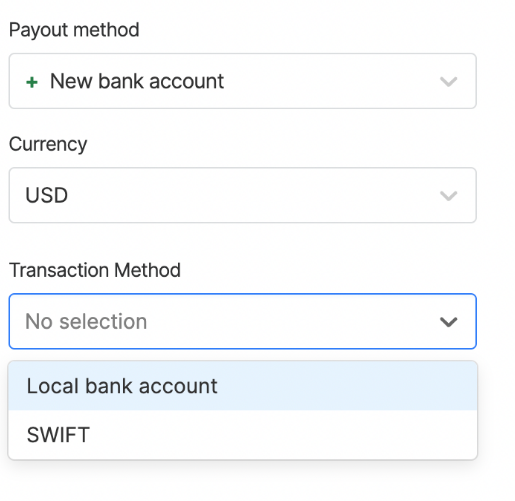 Payout method
+ New bank account
Currency
USD
Transaction Method
No selection
Local bank account
SWIFT